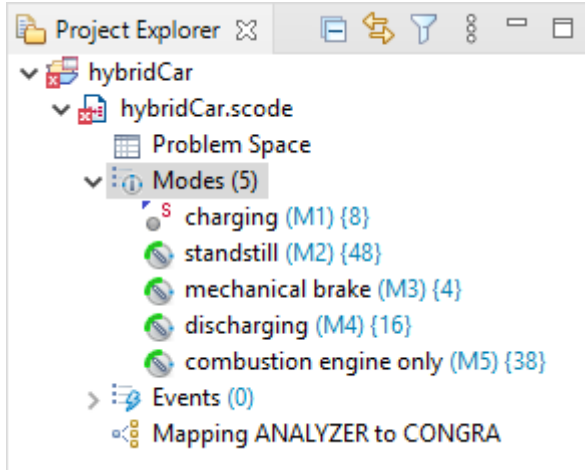 Project Explorer
hybridCar
hybridCar.scode
Problem Space
Modes (5)
S charging (M1) {8}
standstill (M2) {48}
mechanical brake (M3) {4}
discharging (M4) {16}
combustion engine only (M5) {38}
Events (0)
Mapping ANALYZER to CONGRA